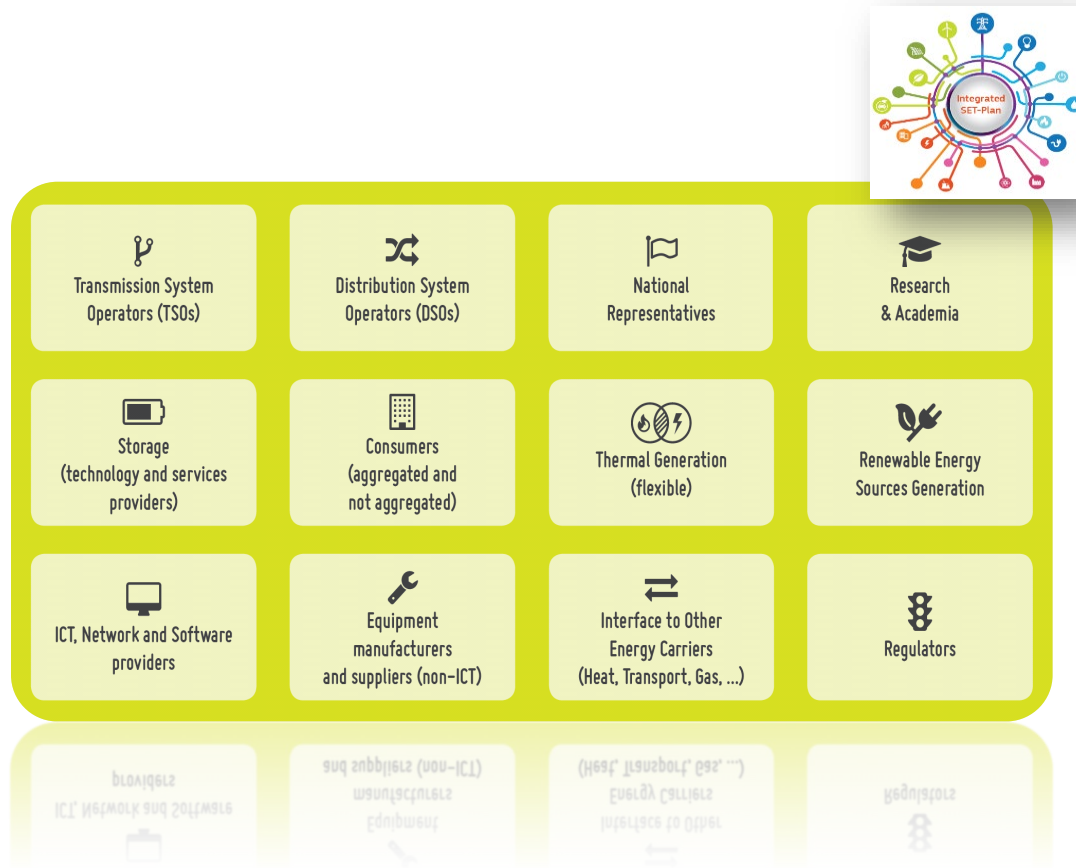 Integrated
SET-Plan
Transmission System
Operators (TSOs)
Distribution System
Operators (DSOs)
National
Representatives
Research
& Academia
Storage
(technology and services
providers)
Consumers
(aggregated and
not aggregated)
Thermal Generation
(flexible)
Renewable Energy
Sources Generation
ICT, Network and Software
providers
Equipment
manufacturers
and suppliers (non-ICT)
Interface to Other
Energy Carriers
(Heat, Transport, Gas, ...)
Regulators